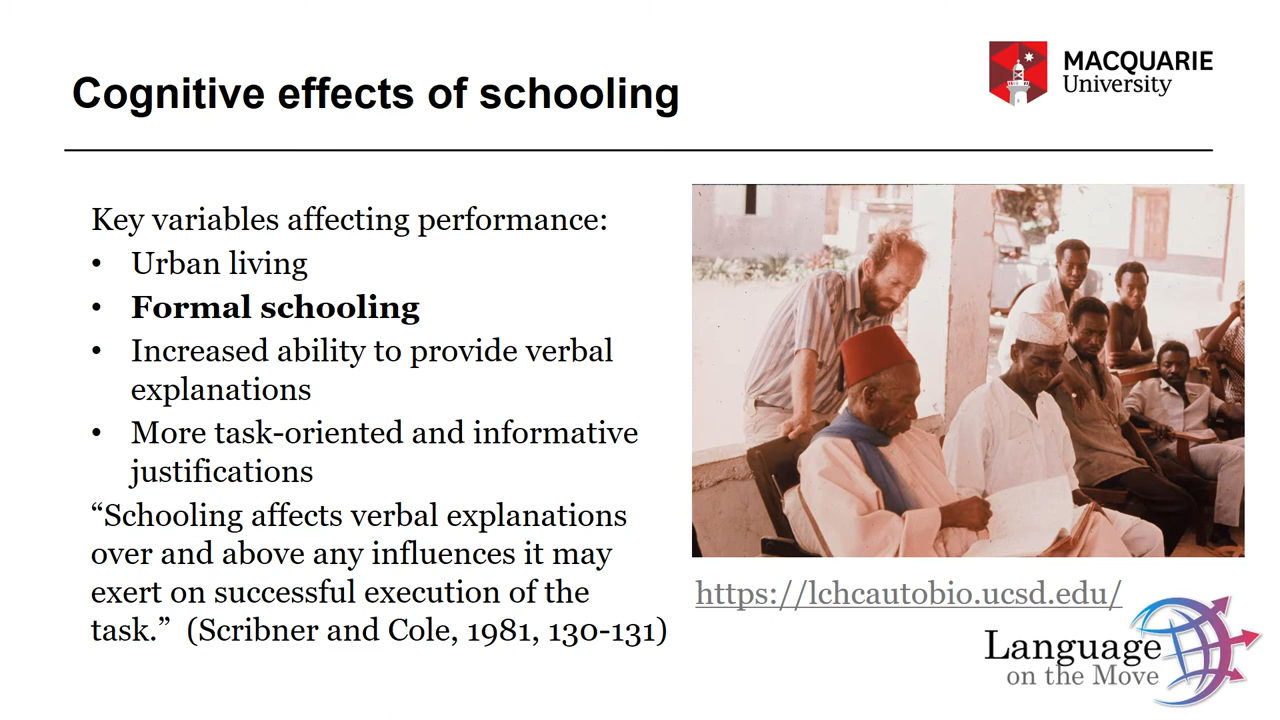 Cognitive effects of schooling
MACQUARIE
University
Key variables affecting performance:
• Urban living
• Formal schooling
• Increased ability to provide verbal
explanations
• More task-oriented and informative
justifications
“Schooling affects verbal explanations
over and above any influences it may
exert on successful execution of the
task.” (Scribner and Cole, 1981, 130-131)
https://lchcautobio.ucsd.edu/
Language
on the Move